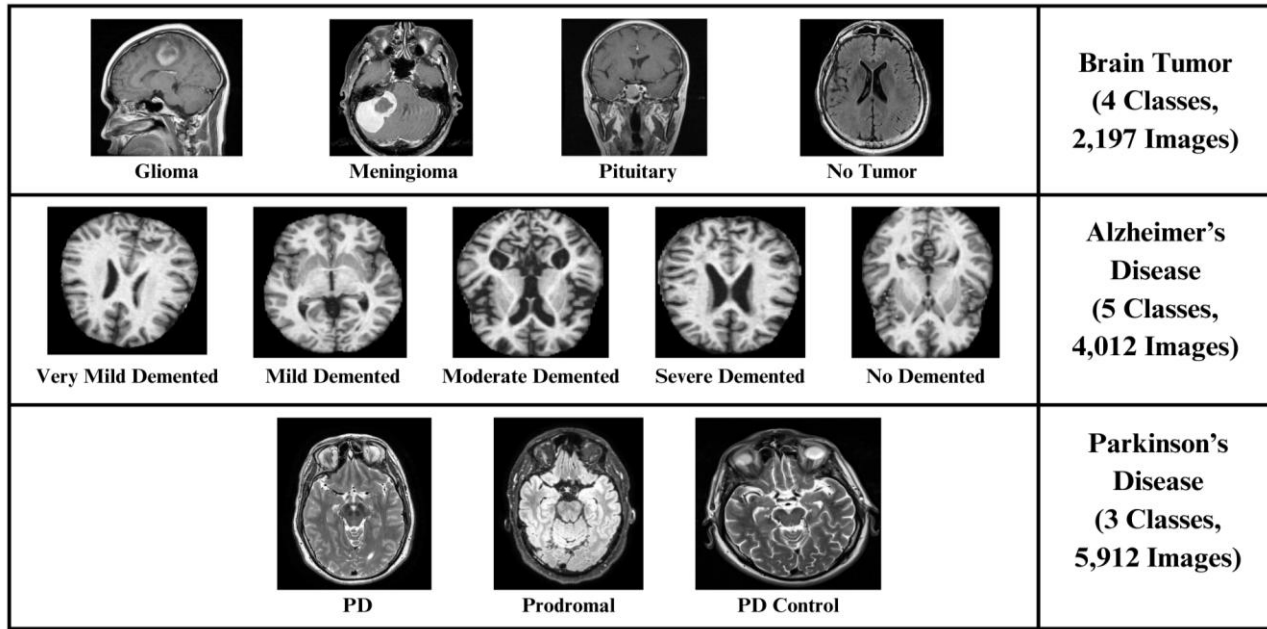 Glioma
Meningioma
Pituitary
No Tumor
Brain Tumor
(4 Classes,
2,197 Images)
Very Mild Demented
Mild Demented
Moderate Demented
Severe Demented
No Demented
Alzheimer's
Disease
(5 Classes,
4,012 Images)
PD
Prodromal
PD Control
Parkinson's
Disease
(3 Classes,
5,912 Images)